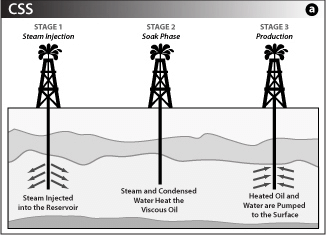 CSS
a
STAGE 1
Steam injection
STAGE 2
Soak Phase
STAGE 3
Production
Steam Injected
into the Reservoir
Steam and Condensed
Water Heat the
Viscous Oil
Heated Oil and
Water are Pumped
to the Surface